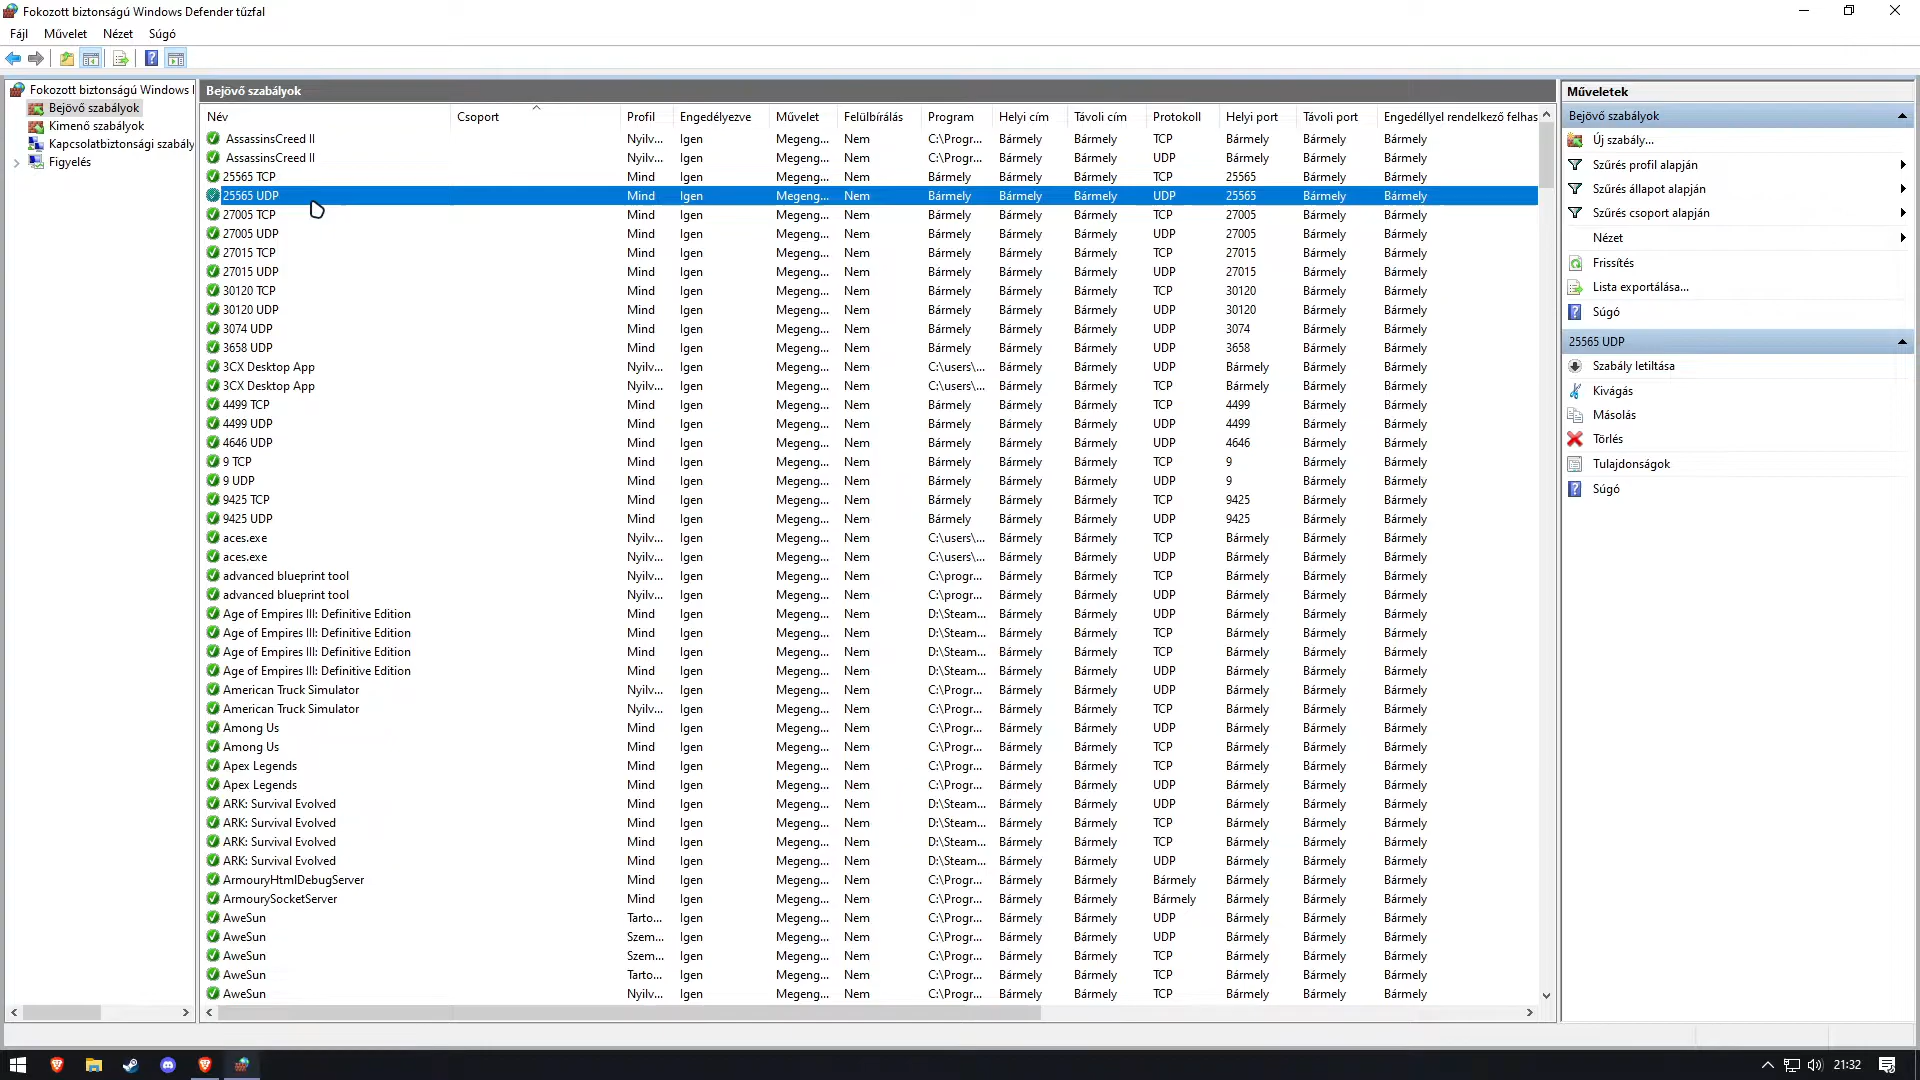 Fokozott biztonságú Windows Defender tűzfal
Fájl Művelet Nézet Súgó
Fokozott biztonságú Windows
Bejövő szabályok
Kimenő szabályok
Kapcsolatbiztonsági szabály
Figyelés
Bejövő szabályok
Név Csoport Profil Engedélyezve Művelet Felülbírálás Program Helyi cím Távoli cím Protokoll Helyi port Távoli port Engedéllyel rendelkező felhas
AssassinsCreed II Nyilv... Igen Megeng... Nem C:\Progr... Bármely Bármely TCP Bármely Bármely Bármely
AssassinsCreed II Nyilv... Igen Megeng... Nem C:\Progr... Bármely Bármely UDP Bármely Bármely Bármely
25565 TCP Mind Igen Megeng... Nem Bármely Bármely Bármely TCP 25565 Bármely Bármely
25565 UDP Mind Igen Megeng... Nem Bármely Bármely Bármely UDP 25565 Bármely Bármely
27005 TCP Mind Igen Megeng... Nem Bármely Bármely Bármely TCP 27005 Bármely Bármely
27005 UDP Mind Igen Megeng... Nem Bármely Bármely Bármely UDP 27005 Bármely Bármely
27015 TCP Mind Igen Megeng... Nem Bármely Bármely Bármely TCP 27015 Bármely Bármely
27015 UDP Mind Igen Megeng... Nem Bármely Bármely Bármely UDP 27015 Bármely Bármely
30120 TCP Mind Igen Megeng... Nem Bármely Bármely Bármely TCP 30120 Bármely Bármely
30120 UDP Mind Igen Megeng... Nem Bármely Bármely Bármely UDP 30120 Bármely Bármely
3074 UDP Mind Igen Megeng... Nem Bármely Bármely Bármely UDP 3074 Bármely Bármely
3658 UDP Mind Igen Megeng... Nem Bármely Bármely Bármely UDP 3658 Bármely Bármely
3CX Desktop App Nyilv... Igen Megeng... Nem C:\users\... Bármely Bármely UDP Bármely Bármely Bármely
3CX Desktop App Nyilv... Igen Megeng... Nem C:\users\... Bármely Bármely TCP Bármely Bármely Bármely
4499 TCP Mind Igen Megeng... Nem Bármely Bármely Bármely TCP 4499 Bármely Bármely
4499 UDP Mind Igen Megeng... Nem Bármely Bármely Bármely UDP 4499 Bármely Bármely
4646 UDP Mind Igen Megeng... Nem Bármely Bármely Bármely UDP 4646 Bármely Bármely
9 TCP Mind Igen Megeng... Nem Bármely Bármely Bármely TCP 9 Bármely Bármely
9 UDP Mind Igen Megeng... Nem Bármely Bármely Bármely UDP 9 Bármely Bármely
9425 TCP Mind Igen Megeng... Nem Bármely Bármely Bármely TCP 9425 Bármely Bármely
9425 UDP Mind Igen Megeng... Nem Bármely Bármely Bármely UDP 9425 Bármely Bármely
aces.exe Nyilv... Igen Megeng... Nem C:\users\... Bármely Bármely TCP Bármely Bármely Bármely
aces.exe Nyilv... Igen Megeng... Nem C:\users\... Bármely Bármely UDP Bármely Bármely Bármely
advanced blueprint tool Nyilv... Igen Megeng... Nem C:\progr... Bármely Bármely TCP Bármely Bármely Bármely
advanced blueprint tool Nyilv... Igen Megeng... Nem C:\progr... Bármely Bármely UDP Bármely Bármely Bármely
Age of Empires III: Definitive Edition Mind Igen Megeng... Nem D:\Steam... Bármely Bármely UDP Bármely Bármely Bármely
Age of Empires III: Definitive Edition Mind Igen Megeng... Nem D:\Steam... Bármely Bármely TCP Bármely Bármely Bármely
Age of Empires III: Definitive Edition Mind Igen Megeng... Nem D:\Steam... Bármely Bármely TCP Bármely Bármely Bármely
Age of Empires III: Definitive Edition Mind Igen Megeng... Nem D:\Steam... Bármely Bármely UDP Bármely Bármely Bármely
American Truck Simulator Nyilv... Igen Megeng... Nem C:\Progr... Bármely Bármely UDP Bármely Bármely Bármely
American Truck Simulator Nyilv... Igen Megeng... Nem C:\Progr... Bármely Bármely TCP Bármely Bármely Bármely
Among Us Mind Igen Megeng... Nem C:\Progr... Bármely Bármely UDP Bármely Bármely Bármely
Among Us Mind Igen Megeng... Nem C:\Progr... Bármely Bármely TCP Bármely Bármely Bármely
Apex Legends Mind Igen Megeng... Nem C:\Progr... Bármely Bármely TCP Bármely Bármely Bármely
Apex Legends Mind Igen Megeng... Nem C:\Progr... Bármely Bármely UDP Bármely Bármely Bármely
ARK: Survival Evolved Mind Igen Megeng... Nem D:\Steam... Bármely Bármely UDP Bármely Bármely Bármely
ARK: Survival Evolved Mind Igen Megeng... Nem D:\Steam... Bármely Bármely TCP Bármely Bármely Bármely
ARK: Survival Evolved Mind Igen Megeng... Nem D:\Steam... Bármely Bármely TCP Bármely Bármely Bármely
ARK: Survival Evolved Mind Igen Megeng... Nem D:\Steam... Bármely Bármely UDP Bármely Bármely Bármely
ArmouryHtmlDebugServer Mind Igen Megeng... Nem C:\Progr... Bármely Bármely Bármely Bármely Bármely Bármely
ArmourySocketServer Mind Igen Megeng... Nem C:\Progr... Bármely Bármely Bármely Bármely Bármely Bármely
AweSun Tarto... Igen Megeng... Nem C:\Progr... Bármely Bármely UDP Bármely Bármely Bármely
AweSun Szem... Igen Megeng... Nem C:\Progr... Bármely Bármely UDP Bármely Bármely Bármely
AweSun Szem... Igen Megeng... Nem C:\Progr... Bármely Bármely TCP Bármely Bármely Bármely
AweSun Tarto... Igen Megeng... Nem C:\Progr... Bármely Bármely TCP Bármely Bármely Bármely
AweSun Nyilv... Igen Megeng... Nem C:\Progr... Bármely Bármely TCP Bármely Bármely Bármely
Műveletek
Bejövő szabályok
Új szabály...
Szűrés profil alapján
Szűrés állapot alapján
Szűrés csoport alapján
Nézet
Frissítés
Lista exportálása...
Súgó
25565 UDP
Szabály letiltása
Kivágás
Másolás
Törlés
Tulajdonságok
Súgó
21:32